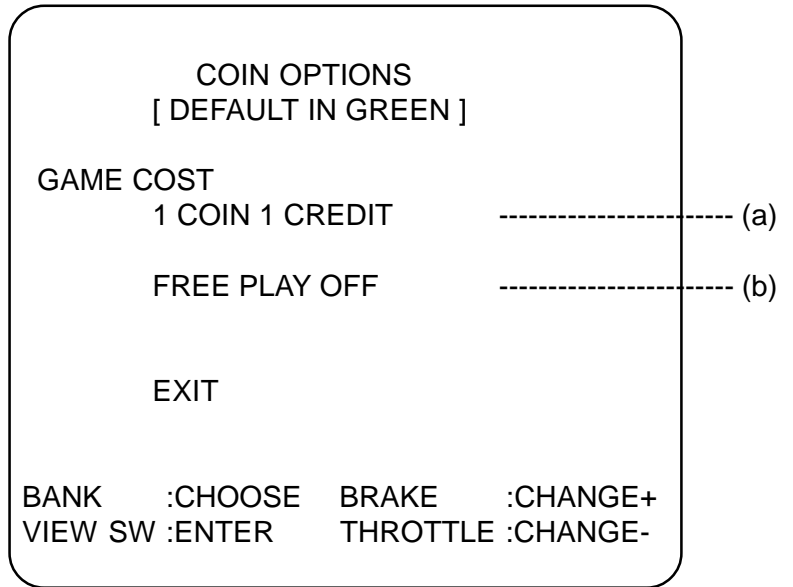 COIN OPTIONS
[ DEFAULT IN GREEN ]
GAME COST
1 COIN 1 CREDIT ------------------------ (a)
FREE PLAY OFF ------------------------ (b)
EXIT
BANK :CHOOSE BRAKE :CHANGE+
VIEW SW :ENTER THROTTLE :CHANGE-